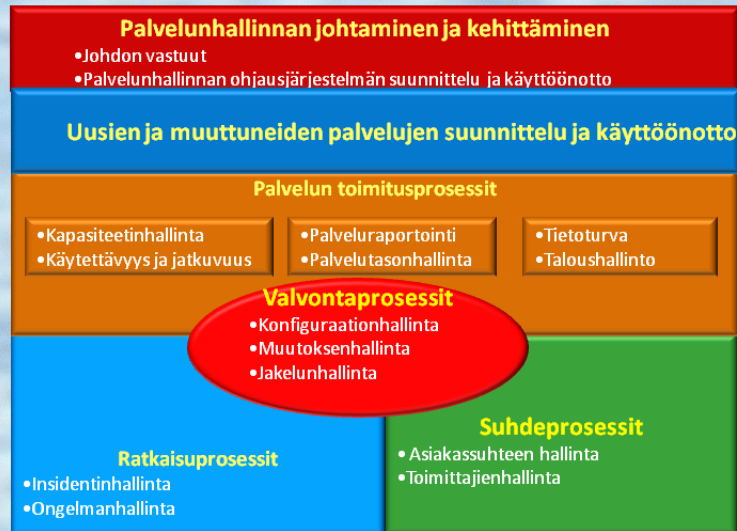 Palvelunhallinnan johtaminen ja kehittäminen
•Johdon vastuut
•Palvelunhallinnan ohjausjärjestelmän suunnittelu ja käyttöönotto
Uusien ja muuttuneiden palvelujen suunnittelu ja käyttöönotto
Palvelun toimitusprosessit
•Kapasiteetinhallinta
•Käytettävyys ja jatkuvuus
•Palveluraportointi
•Palvelutasonhallinta
•Tietoturva
•Taloushallinto
Valvontaprosessit
•Konfiguraationhallinta
•Muutoksenhallinta
•Jakelunhallinta
Ratkaisuprosessit
•Insidentinhallinta
•Ongelmanhallinta
Suhdeprosessit
•Asiakassuhteen hallinta
•Toimittajienhallinta